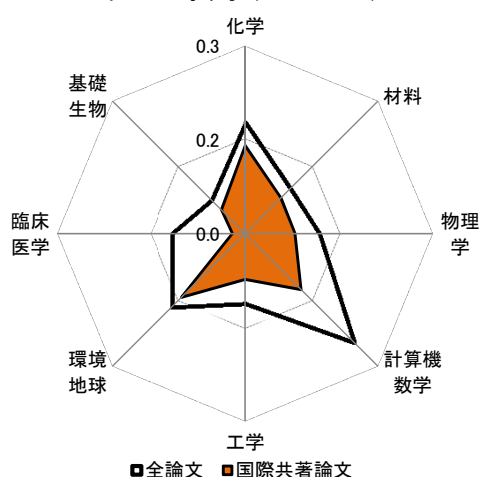 化学
0.3
基礎
生物
材料
0.2
臨床
医学
0.0
物理
学
環境
地球
計算機
数学
工学
全論文 国際共著論文